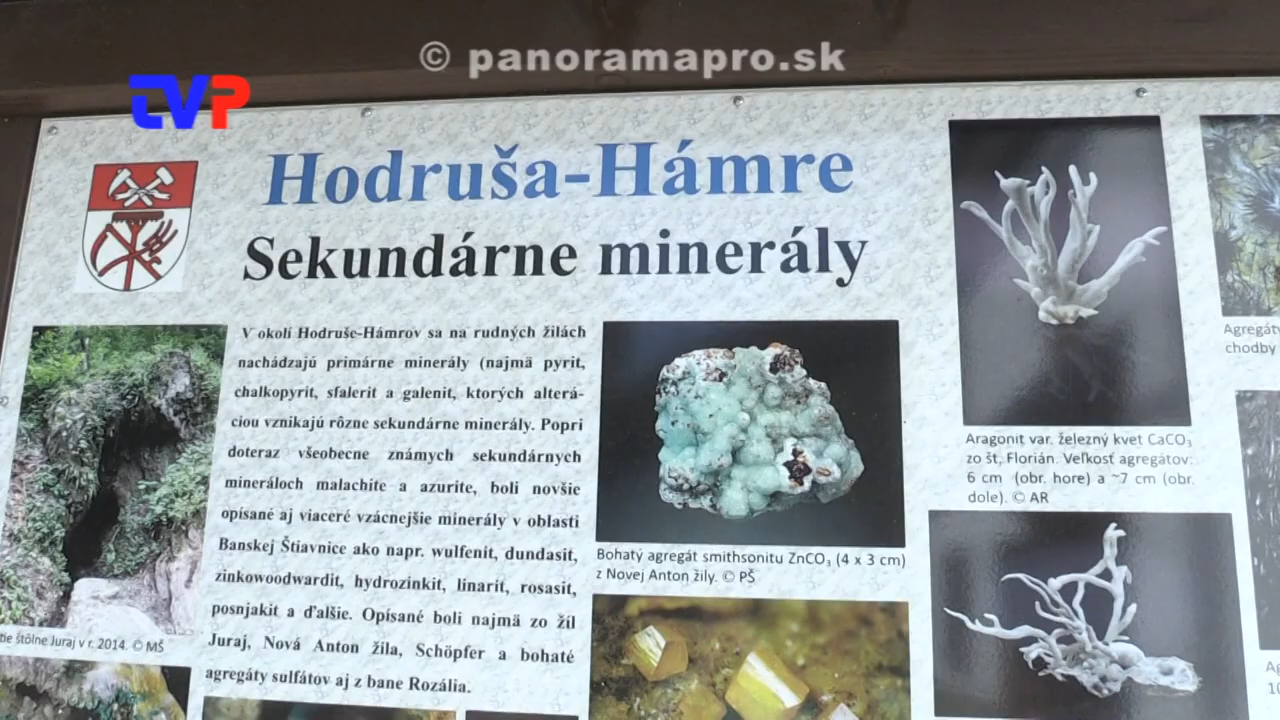 © panoramapro.sk
TVP
Hodruša-Hámre
Sekundárne minerály
V okolí Hodruše-Hámrov sa na rudných žilách
nachádzajú primárne minerály (najmä pyrit,
chalkopyrit, sfalerit a galenit, ktorých alterá-
ciou vznikajú rôzne sekundárne minerály. Popri
doteraz všeobecne známych sekundárnych
mineráloch malachite a azurite, boli novšie
opísané aj viaceré vzácnejšie minerály v oblasti
Banskej Štiavnice ako napr. wulfenit, dundasit,
zinkowoodwardit, hydrozinkit, linarit, rosasit,
posnjakit a ďalšie. Opísané boli najmä zo žíl
Juraj, Nová Anton žila, Schöpfer a bohaté
agregáty sulfátov aj z bane Rozália.
tie štôlne Juraj v r. 2014. © MŠ
Bohatý agregát smithsonitu ZnCO₃ (4 x 3 cm)
z Novej Anton žily. © PŠ
Aragonit var. železný kvet CaCO₃
zo št, Florián. Veľkosť agregátov:
6 cm (obr. hore) a ~7 cm (obr.
dole). © AR
Agregát
chodby
Ag
10